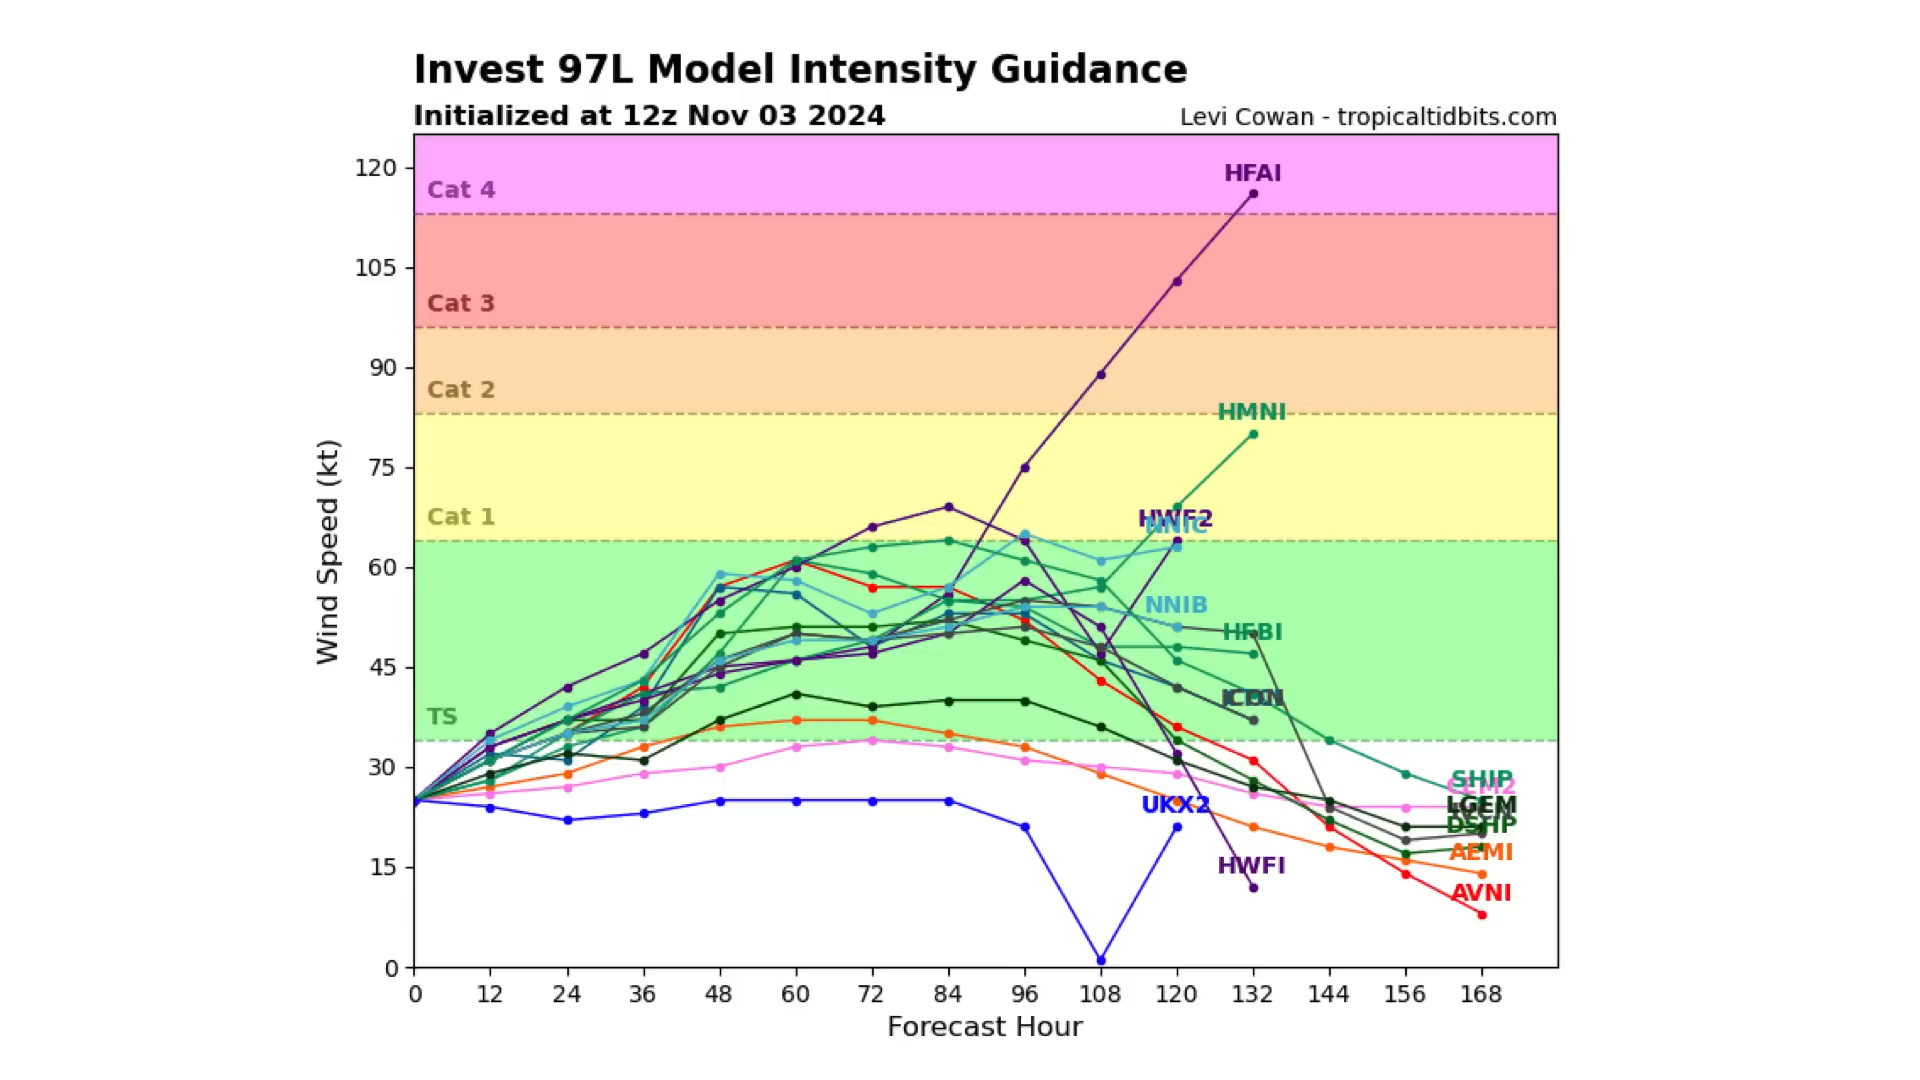 Invest 97L Model Intensity Guidance
Initialized at 12z Nov 03 2024
Levi Cowan - tropicaltidbits.com
120
105
90
75
60
45
30
15
0
Wind Speed (kt)
Cat 4
Cat 3
Cat 2
Cat 1
TS
HFAI
HMNI
HWF2
NNIC
NNIB
HFBI
UKX2
HWFI
SHIP
CEM2
LGEM
DSHP
AEMI
AVNI
0 12 24 36 48 60 72 84 96 108 120 132 144 156 168
Forecast Hour